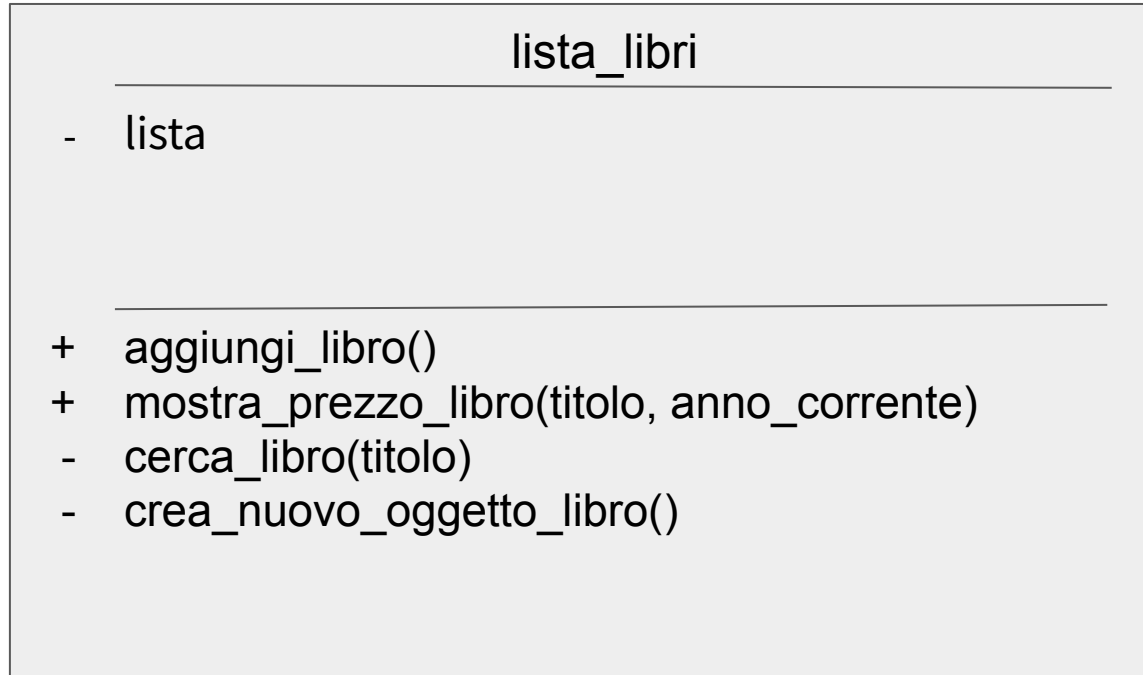 lista_libri
- lista
+ aggiungi_libro()
+ mostra_prezzo_libro(titolo, anno_corrente)
- cerca_libro(titolo)
- crea_nuovo_oggetto_libro()